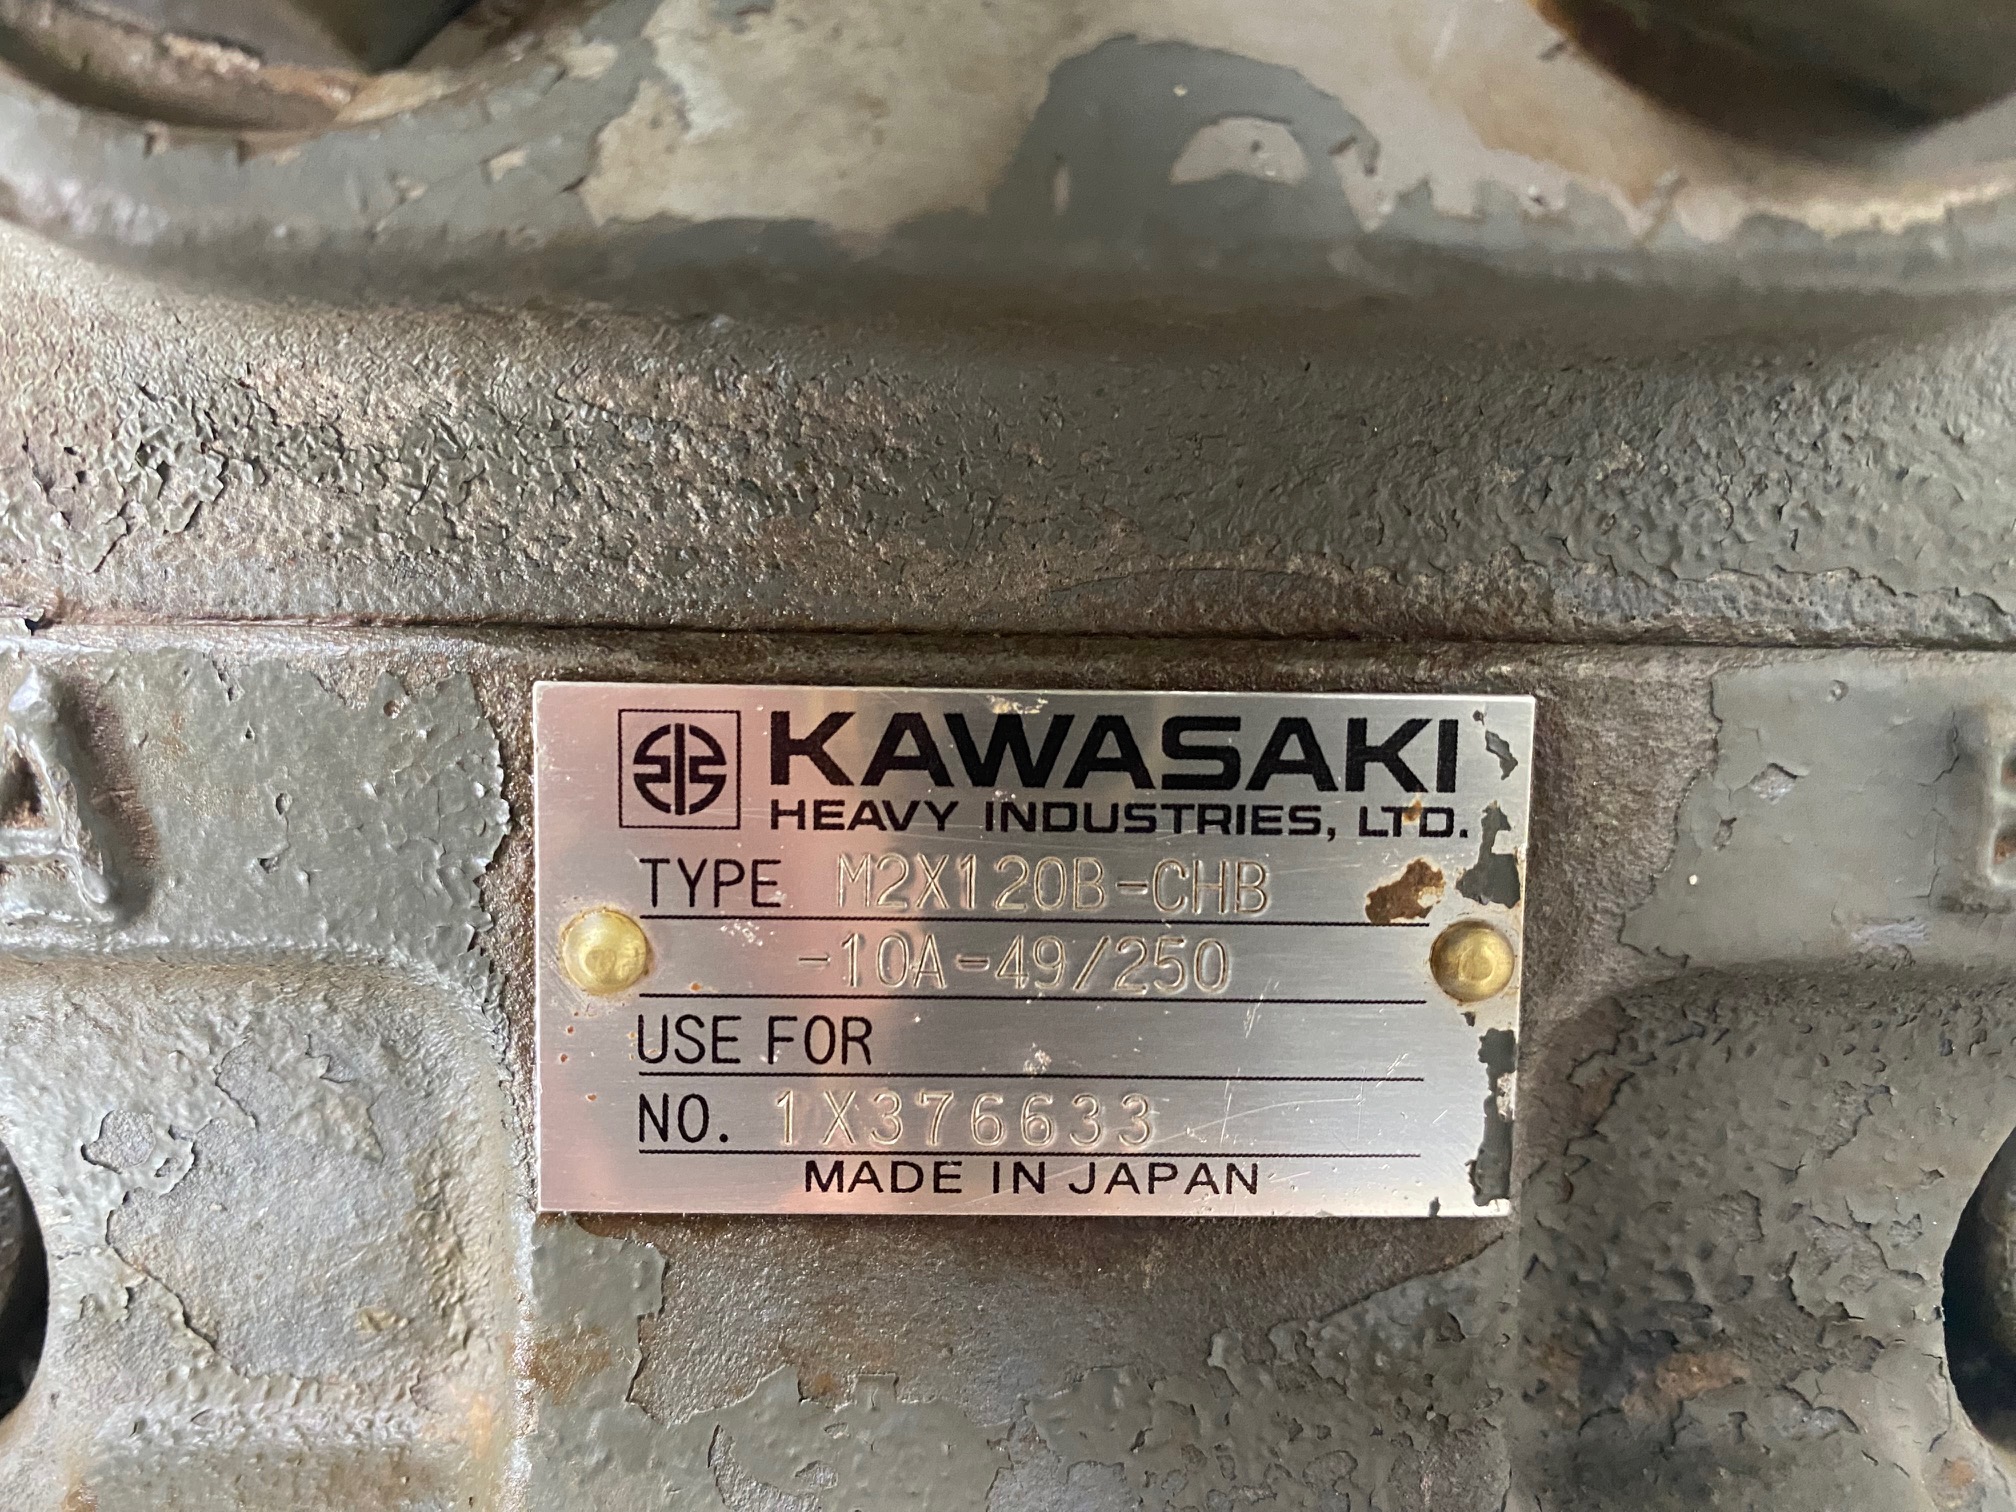 KAWASAKI
HEAVY INDUSTRIES, LTD.
TYPE M2X120B-CHB
-10A-49/250
USE FOR
NO. 1X376633
MADE IN JAPAN
A